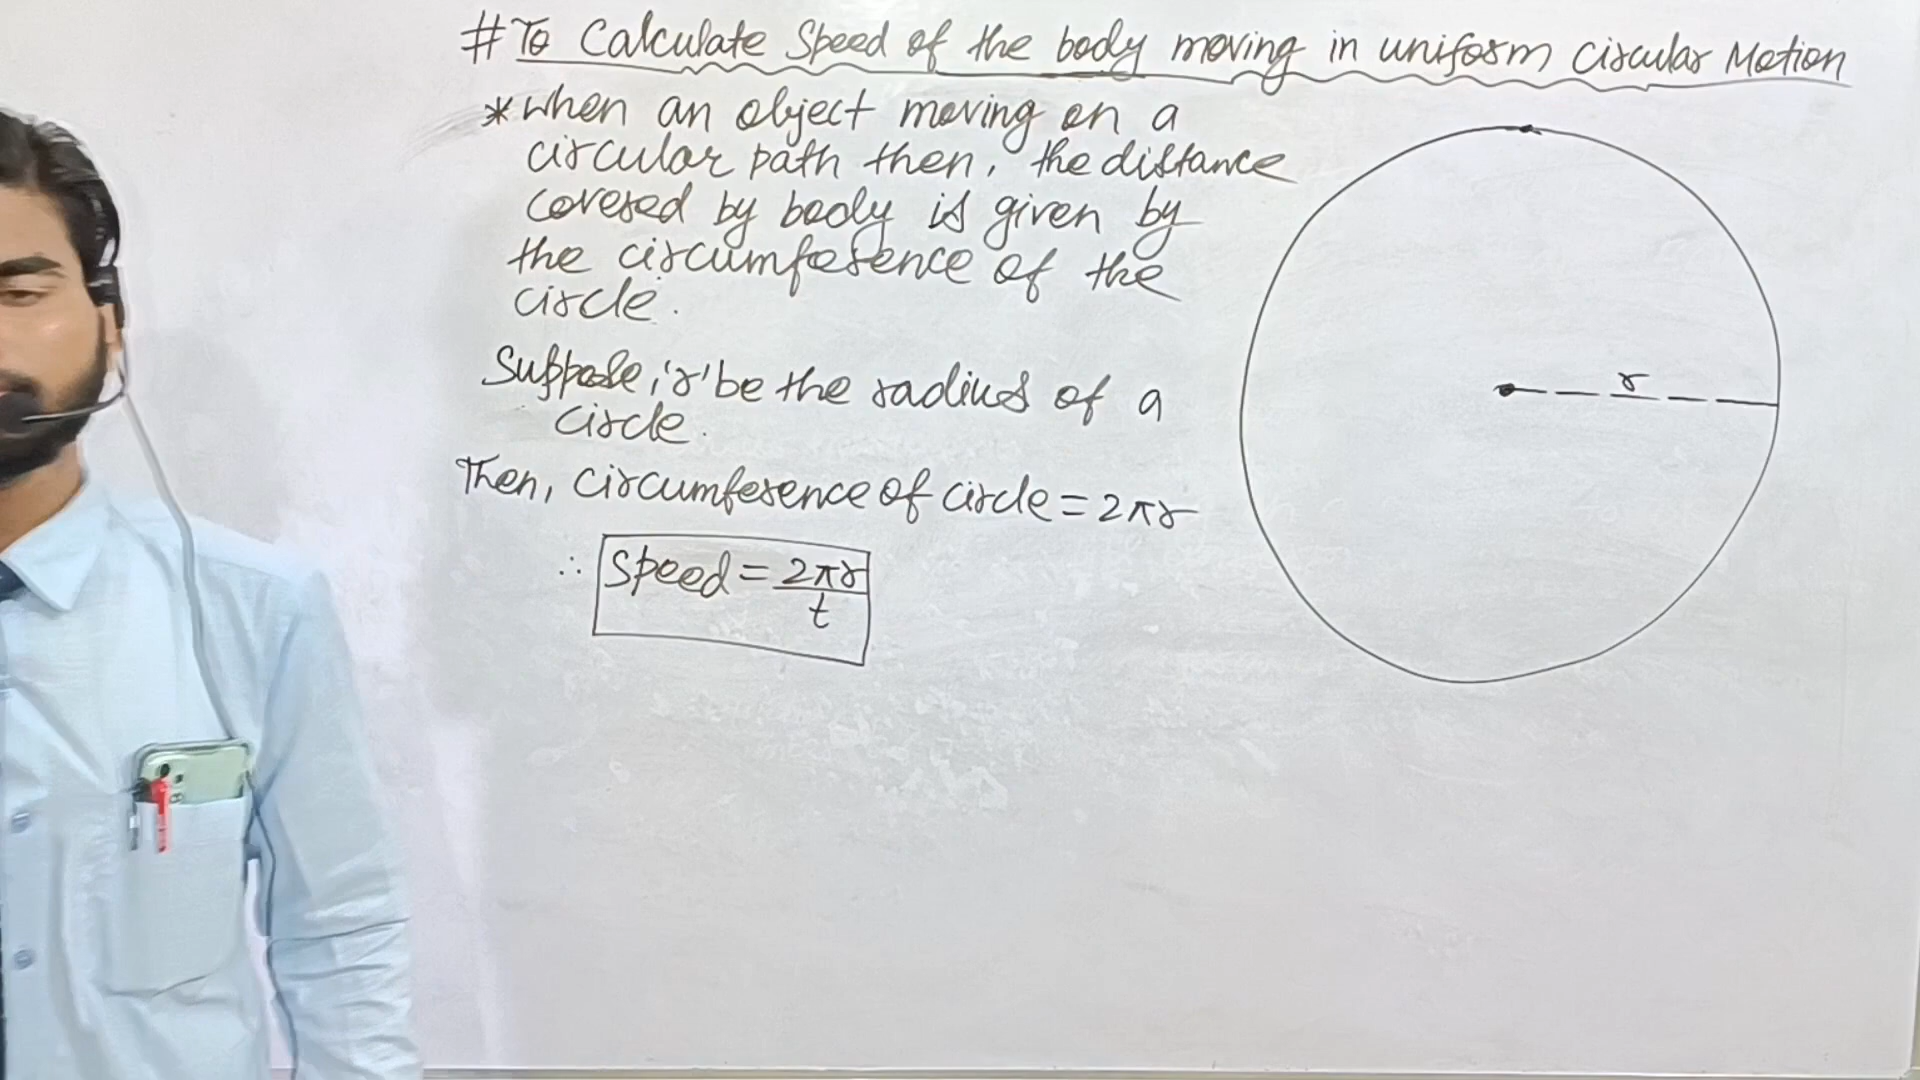 # To Calculate Speed of the body moving in uniform Circular Motion
* when an object moving on a
circular path then, the distance
covered by body is given by
the circumference of the
circle.
Suppose, 'r' be the radius of a
circle.
Then, circumference of circle = 2πr
∴ Speed = 2πr
t
r